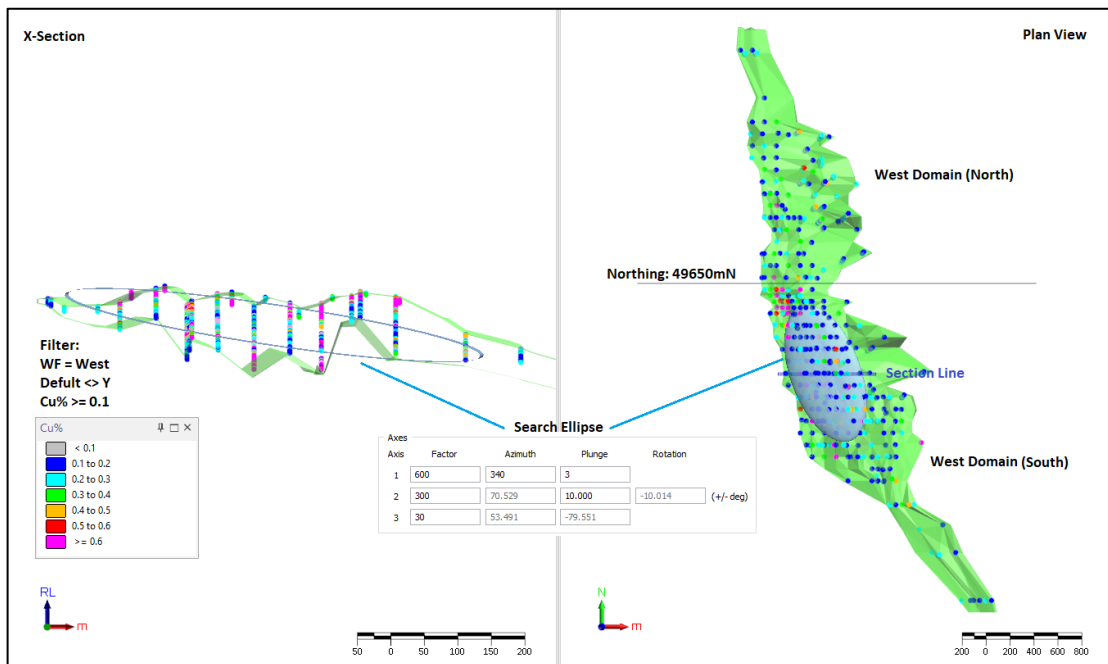 X-Section
Plan View
West Domain (North)
Northing: 49650mN
Section Line
West Domain (South)
Filter:
WF = West
Defult <> Y
Cu% >= 0.1
Cu%
< 0.1
0.1 to 0.2
0.2 to 0.3
0.3 to 0.4
0.4 to 0.5
0.5 to 0.6
>= 0.6
Search Ellipse
Axes
Axis Factor Azimuth Plunge Rotation
1 600 340 3
2 300 70.529 10.000 -10.014 (+/- deg)
3 30 53.491 -79.551
RL
m
50 0 50 100 150 200
N
m
200 0 200 400 600 800